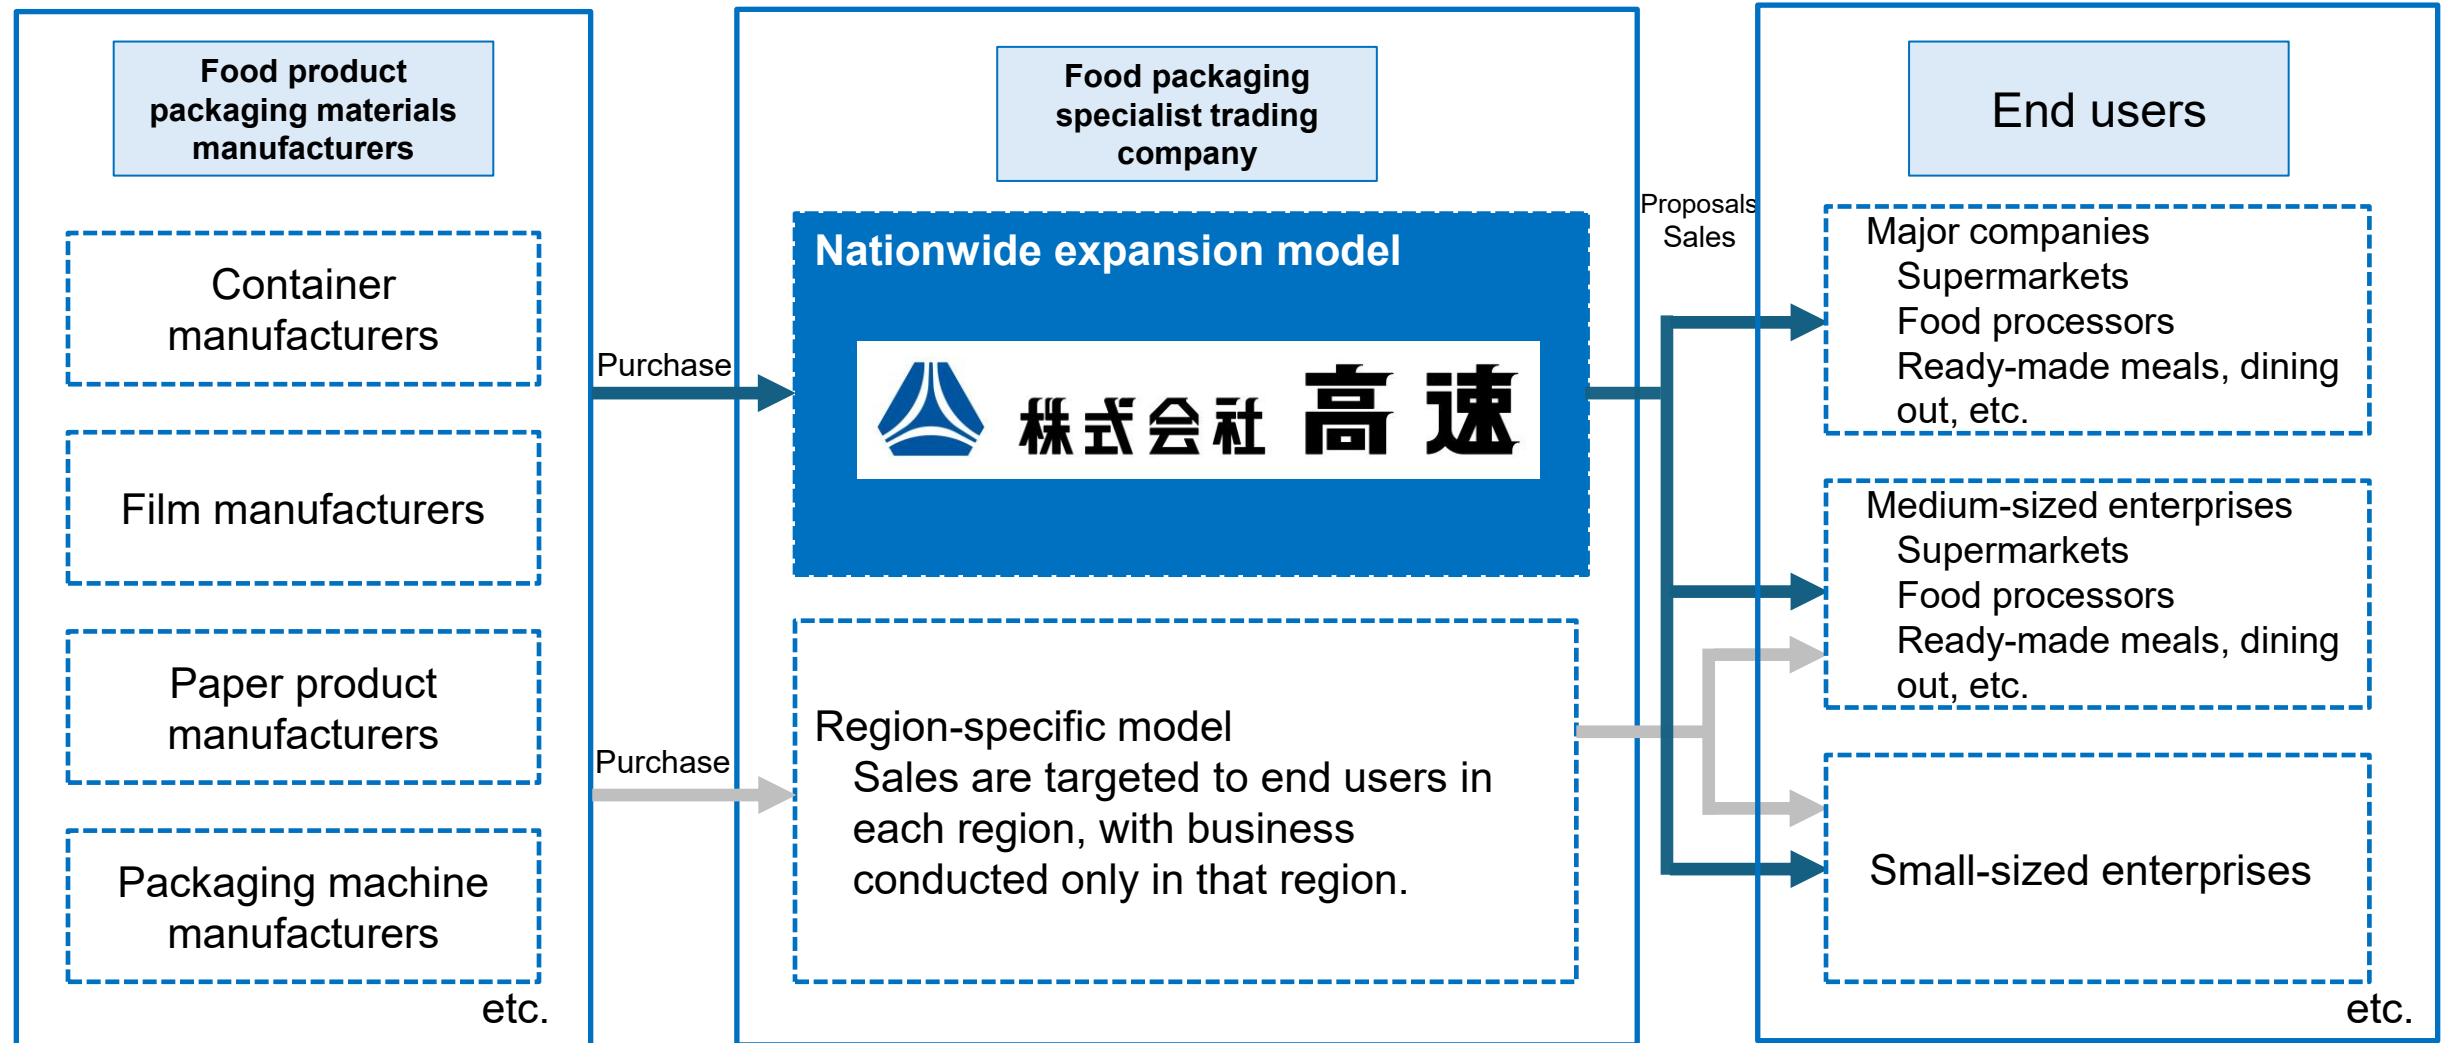 Food product
packaging materials
manufacturers
Container
manufacturers
Film manufacturers
Paper product
manufacturers
Packaging machine
manufacturers
etc.
Purchase
Purchase
Food packaging
specialist trading
company
Nationwide expansion model
株式会社 高速
Region-specific model
Sales are targeted to end users in
each region, with business
conducted only in that region.
Proposals
Sales
End users
Major companies
Supermarkets
Food processors
Ready-made meals, dining
out, etc.
Medium-sized enterprises
Supermarkets
Food processors
Ready-made meals, dining
out, etc.
Small-sized enterprises
etc.